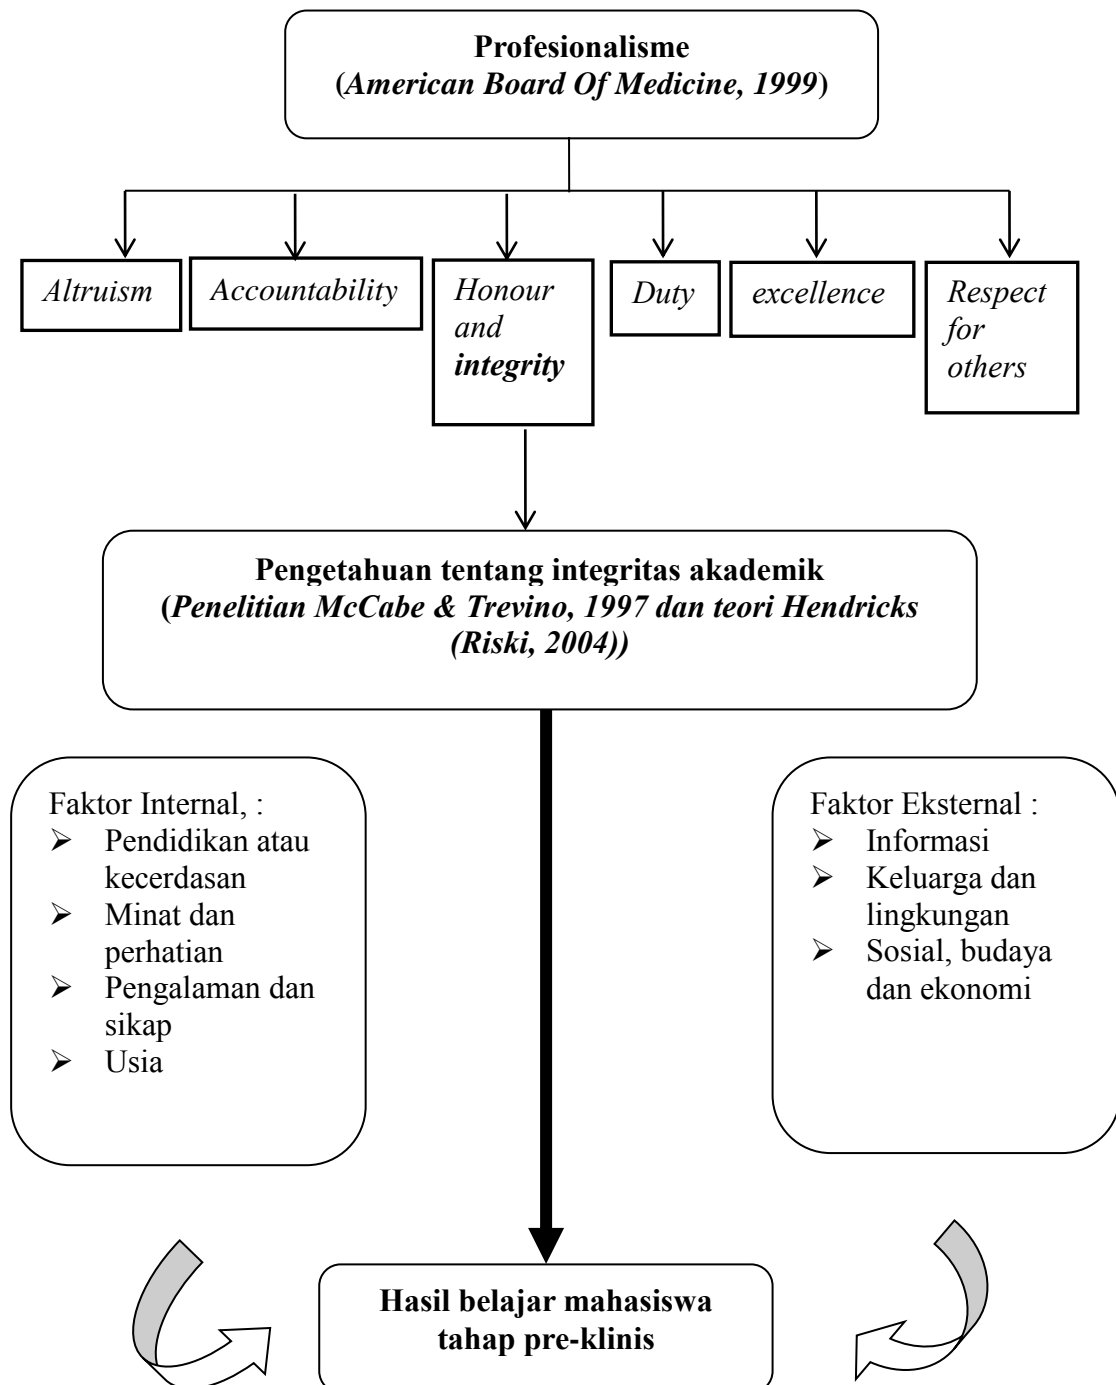 Profesionalisme
(American Board Of Medicine, 1999)
Altruism
Accountability
Honour
and
integrity
Duty
excellence
Respect
for
others
Pengetahuan tentang integritas akademik
(Penelitian McCabe & Trevino, 1997 dan teori Hendricks
(Riski, 2004))
Faktor Internal, :
➢ Pendidikan atau
kecerdasan
➢ Minat dan
perhatian
➢ Pengalaman dan
sikap
➢ Usia
Faktor Eksternal :
➢ Informasi
➢ Keluarga dan
lingkungan
➢ Sosial, budaya
dan ekonomi
Hasil belajar mahasiswa
tahap pre-klinis